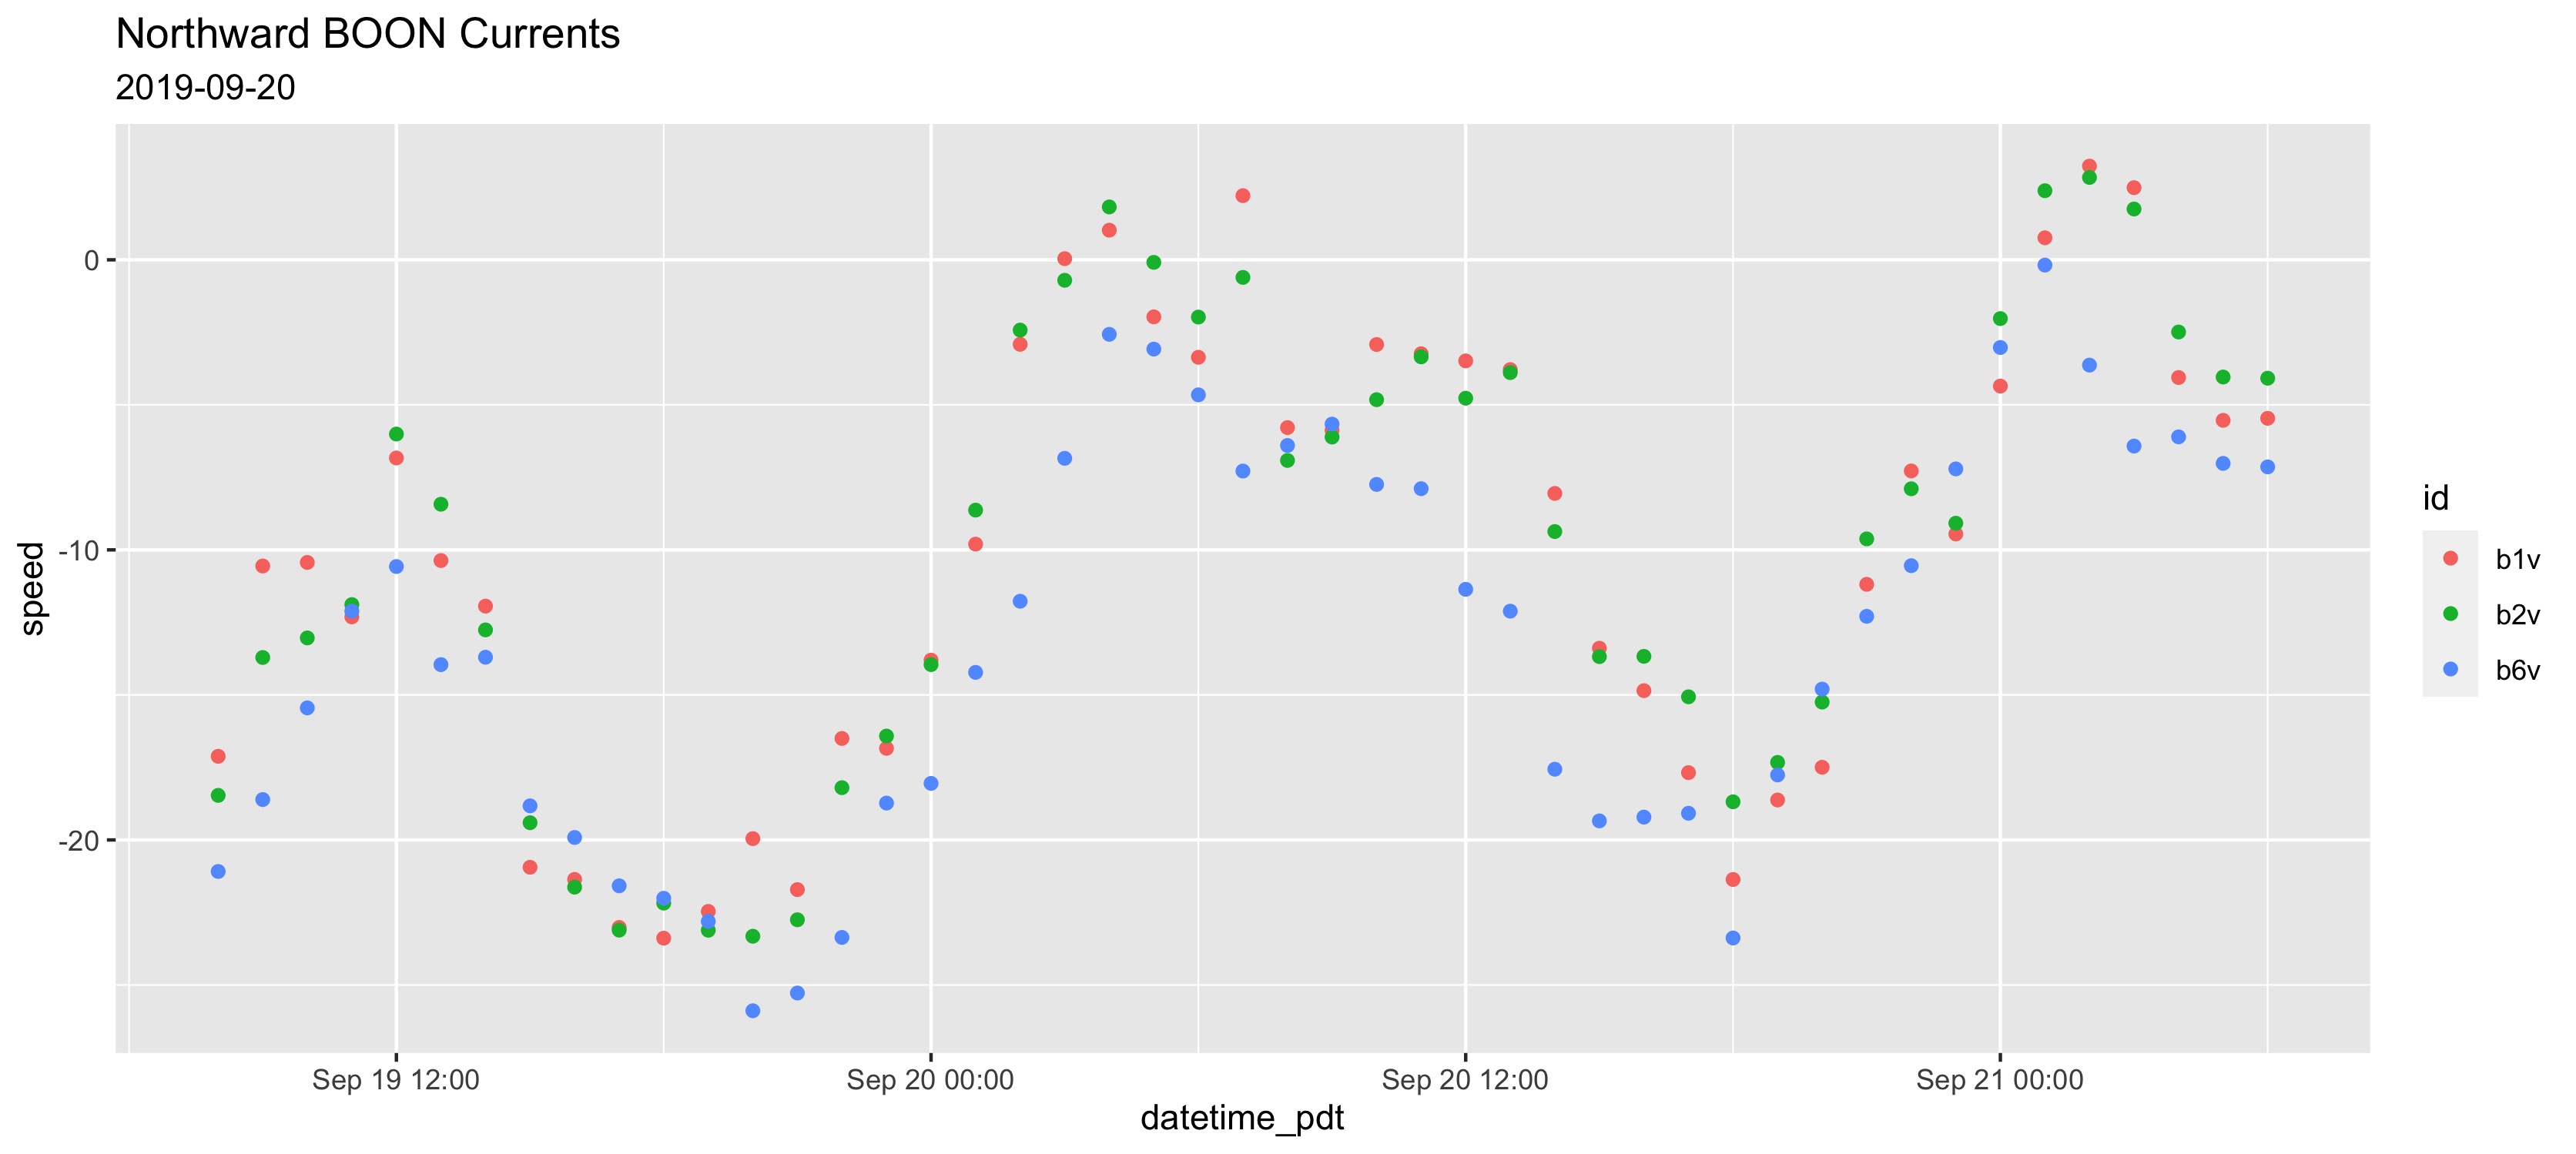 Northward BOON Currents
2019-09-20
0
-10
-20
speed
Sep 19 12:00
Sep 20 00:00
Sep 20 12:00
Sep 21 00:00
datetime_pdt
id
b1v
b2v
b6v